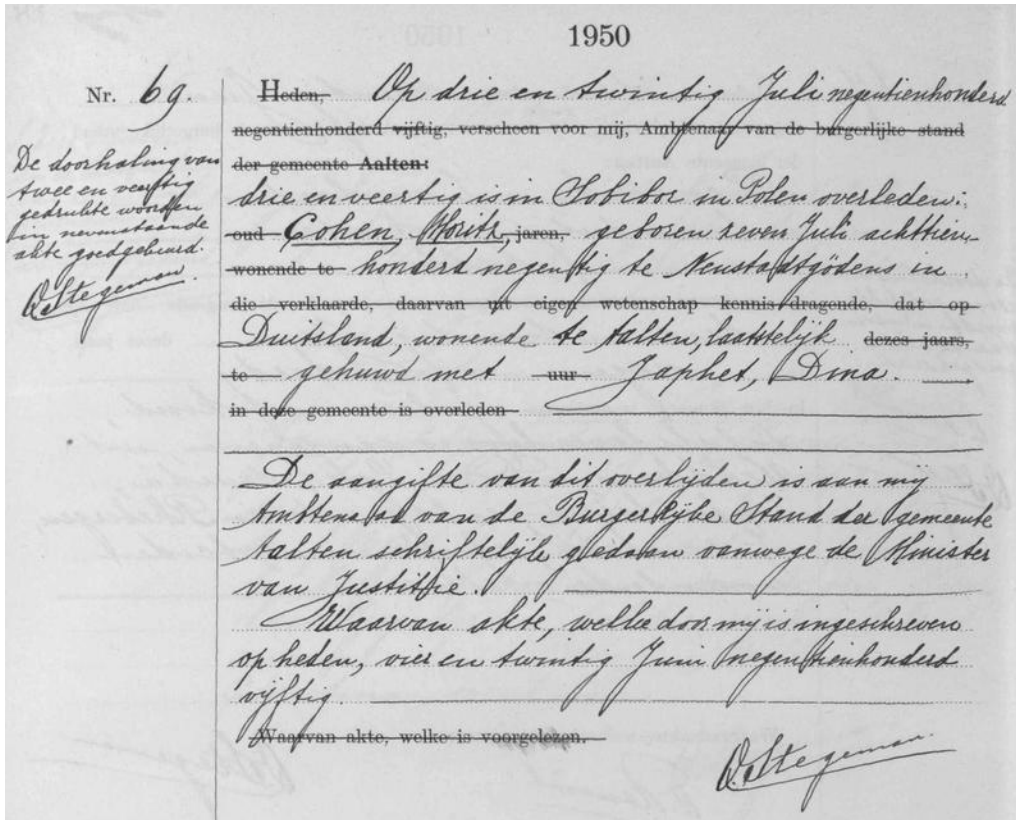 1950
Nr. 69.
De doorhaling van
twee en veertig
gedrukte woorden
in nevenstaande
akte goedgekeurd.
D. Stegeman.
Heden, Op drie en twintig Juli negentienhonderd
negentienhonderd vijftig, verscheen voor mij, Ambtenaar van de burgerlijke stand
der gemeente Aalten:
drie en veertig is in Sobibor in Polen overleden:
oud Cohen, Moritz, jaren, geboren zeven Juli achttien-
wonende te honderd negentig te Neustadtgödens in
die verklaarde, daarvan uit eigen wetenschap kennis dragende, dat op
Duitsland, wonende te Aalten, laatstelijk dezes jaars,
te gehuwd met uur Japhet, Dina.
in deze gemeente is overleden
De aangifte van dit overlijden is aan mij
Ambtenaar van de Burgerlijke Stand der gemeente
Aalten schriftelijk gedaan vanwege de Minister
van Justitie.
Waarvan akte, welke door mij is ingeschreven
op heden, vier en twintig Juni negentienhonderd
vijftig.
Waarvan akte, welke is voorgelezen.
D. Stegeman.